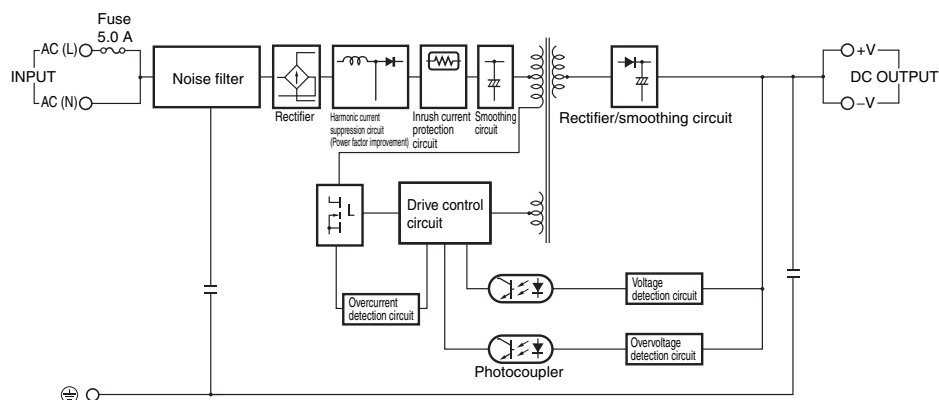 Fuse
5.0 A
AC (L)
INPUT
AC (N)
Noise filter
Rectifier
Harmonic current
suppression circuit
(Power factor improvement)
Inrush current
protection
circuit
Smoothing
circuit
Rectifier/smoothing circuit
+V
DC OUTPUT
–V
Drive control
circuit
Overcurrent
detection circuit
Voltage
detection circuit
Overvoltage
detection circuit
Photocoupler